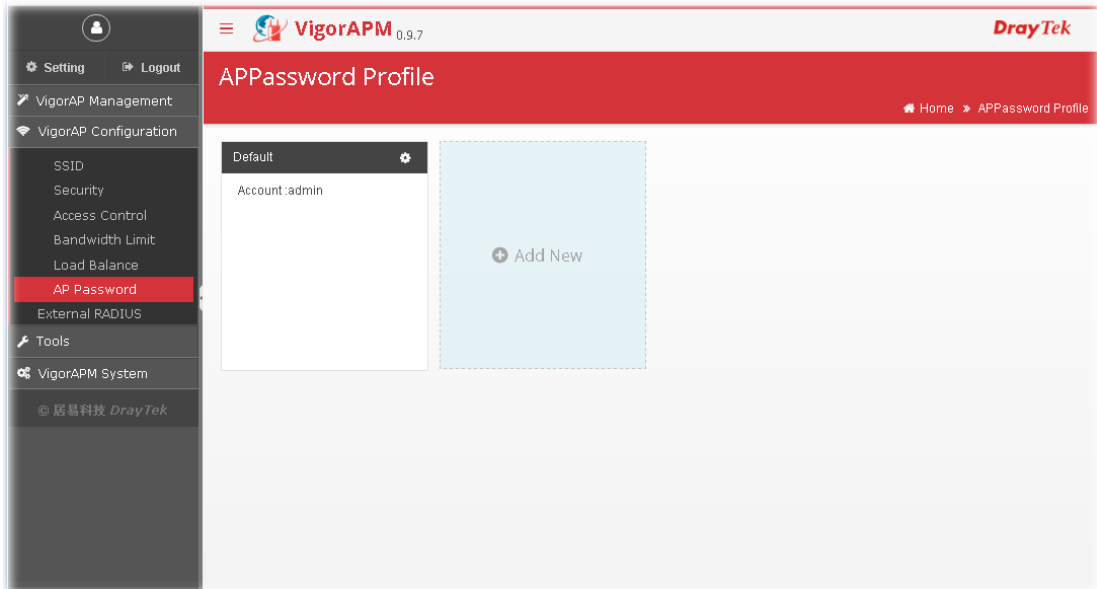 VigorAPM 0.9.7
DrayTek
Setting Logout
APPassword Profile
Home » APPassword Profile
VigorAP Management
VigorAP Configuration
SSID
Security
Access Control
Bandwidth Limit
Load Balance
AP Password
External RADIUS
Tools
VigorAPM System
© 居易科技 DrayTek
Default
Account :admin
Add New